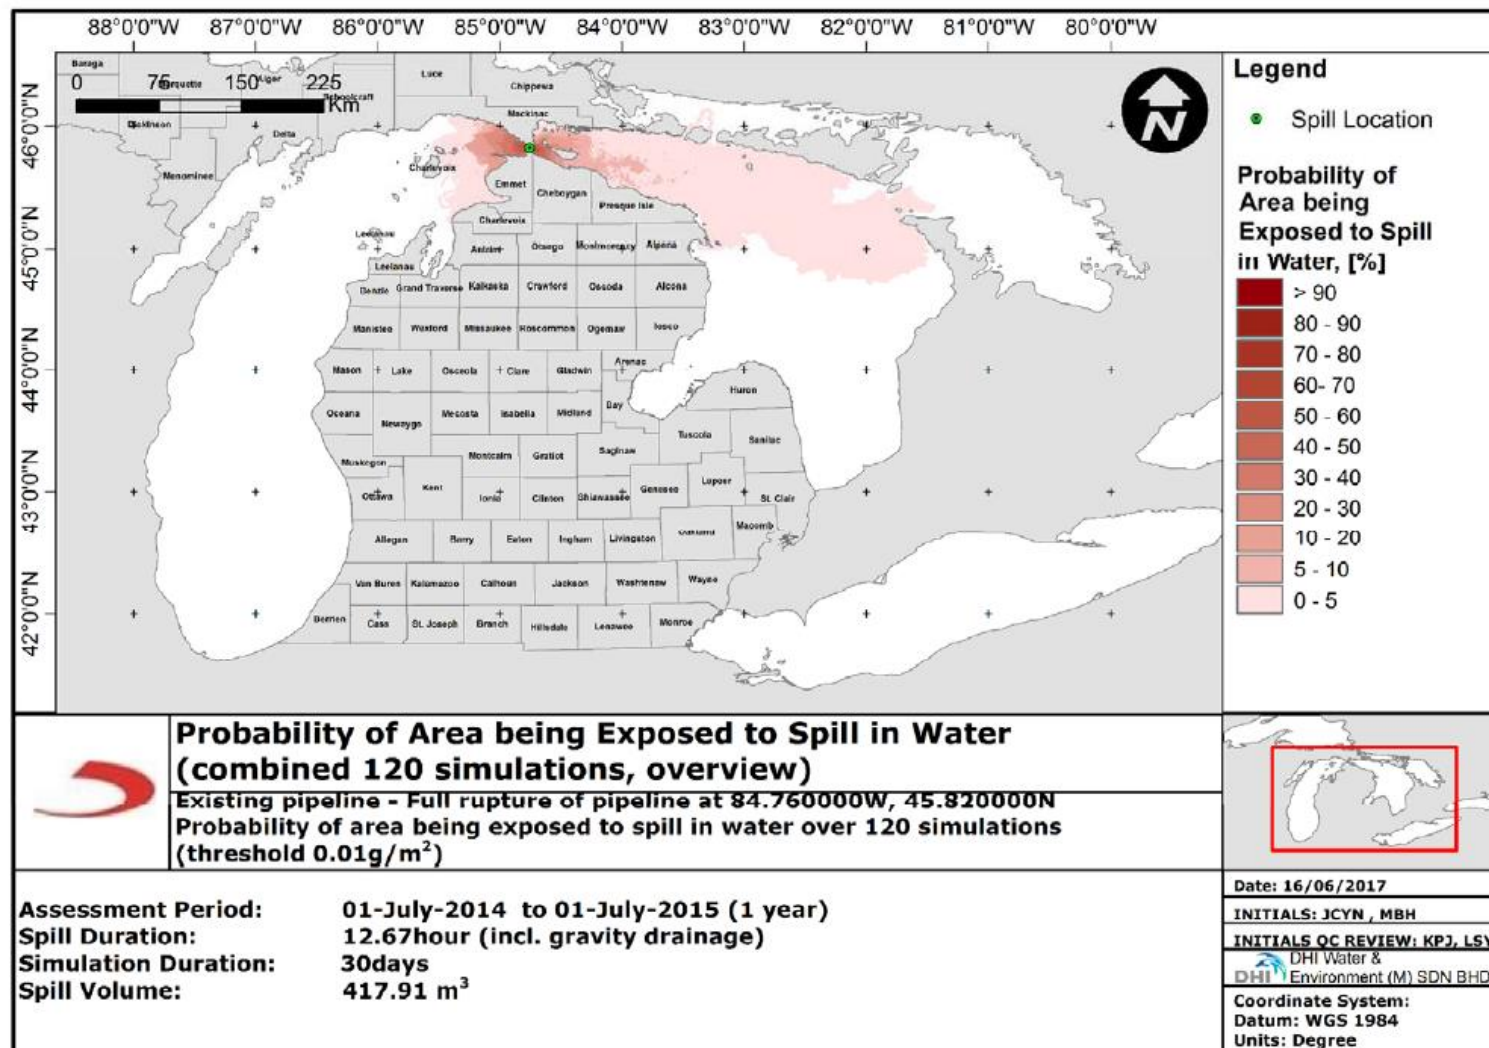 88°0'0"W 87°0'0"W 86°0'0"W 85°0'0"W 84°0'0"W 83°0'0"W 82°0'0"W 81°0'0"W 80°0'0"W
46°0'0"N
45°0'0"N
44°0'0"N
43°0'0"N
42°0'0"N
0 75 150 225
Km
Baraga
Luce
Chippewa
Mackinac
Delta
Menominee
Charlevoix
Emmet
Cheboygan
Presque Isle
Charlevoix
Leelanau
Antrim Otsego Montmorency Alpena
Leelanau
Benzie Grand Traverse Kalkaska Crawford Oscoda Alcona
Manistee Wexford Missaukee Roscommon Ogemaw Iosco
Arenac
Mason Lake Osceola Clare Gladwin
Huron
Oceana Newaygo Mecosta Isabella Midland Bay
Tuscola Sanilac
Muskegon Montcalm Gratiot Saginaw
Ottawa Kent Ionia Clinton Shiawassee Genesee Lapeer St. Clair
Allegan Barry Eaton Ingham Livingston Oakland Macomb
Van Buren Kalamazoo Calhoun Jackson Washtenaw Wayne
Berrien Cass St. Joseph Branch Hillsdale Lenawee Monroe
N
Legend
Spill Location
Probability of
Area being
Exposed to Spill
in Water, [%]
> 90
80 - 90
70 - 80
60- 70
50 - 60
40 - 50
30 - 40
20 - 30
10 - 20
5 - 10
0 - 5
Probability of Area being Exposed to Spill in Water
(combined 120 simulations, overview)
Existing pipeline - Full rupture of pipeline at 84.760000W, 45.820000N
Probability of area being exposed to spill in water over 120 simulations
(threshold 0.01g/m²)
Assessment Period: 01-July-2014 to 01-July-2015 (1 year)
Spill Duration: 12.67hour (incl. gravity drainage)
Simulation Duration: 30days
Spill Volume: 417.91 m³
Date: 16/06/2017
INITIALS: JCYN , MBH
INITIALS QC REVIEW: KPJ, LSY
DHI
DHI Water &
Environment (M) SDN BHD
Coordinate System:
Datum: WGS 1984
Units: Degree